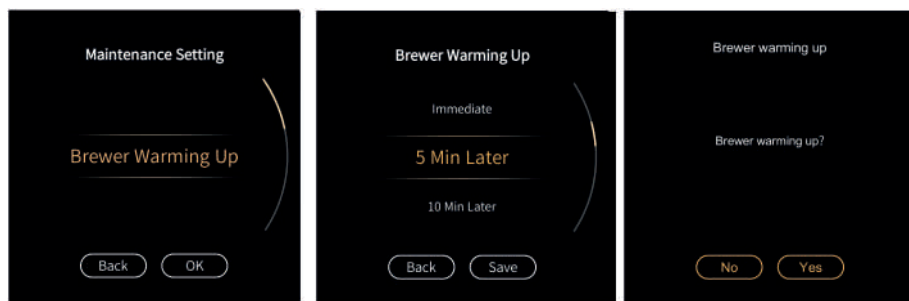 Maintenance Setting
Brewer Warming Up
Back
OK
Brewer Warming Up
Immediate
5 Min Later
10 Min Later
Back
Save
Brewer warming up
Brewer warming up?
No
Yes